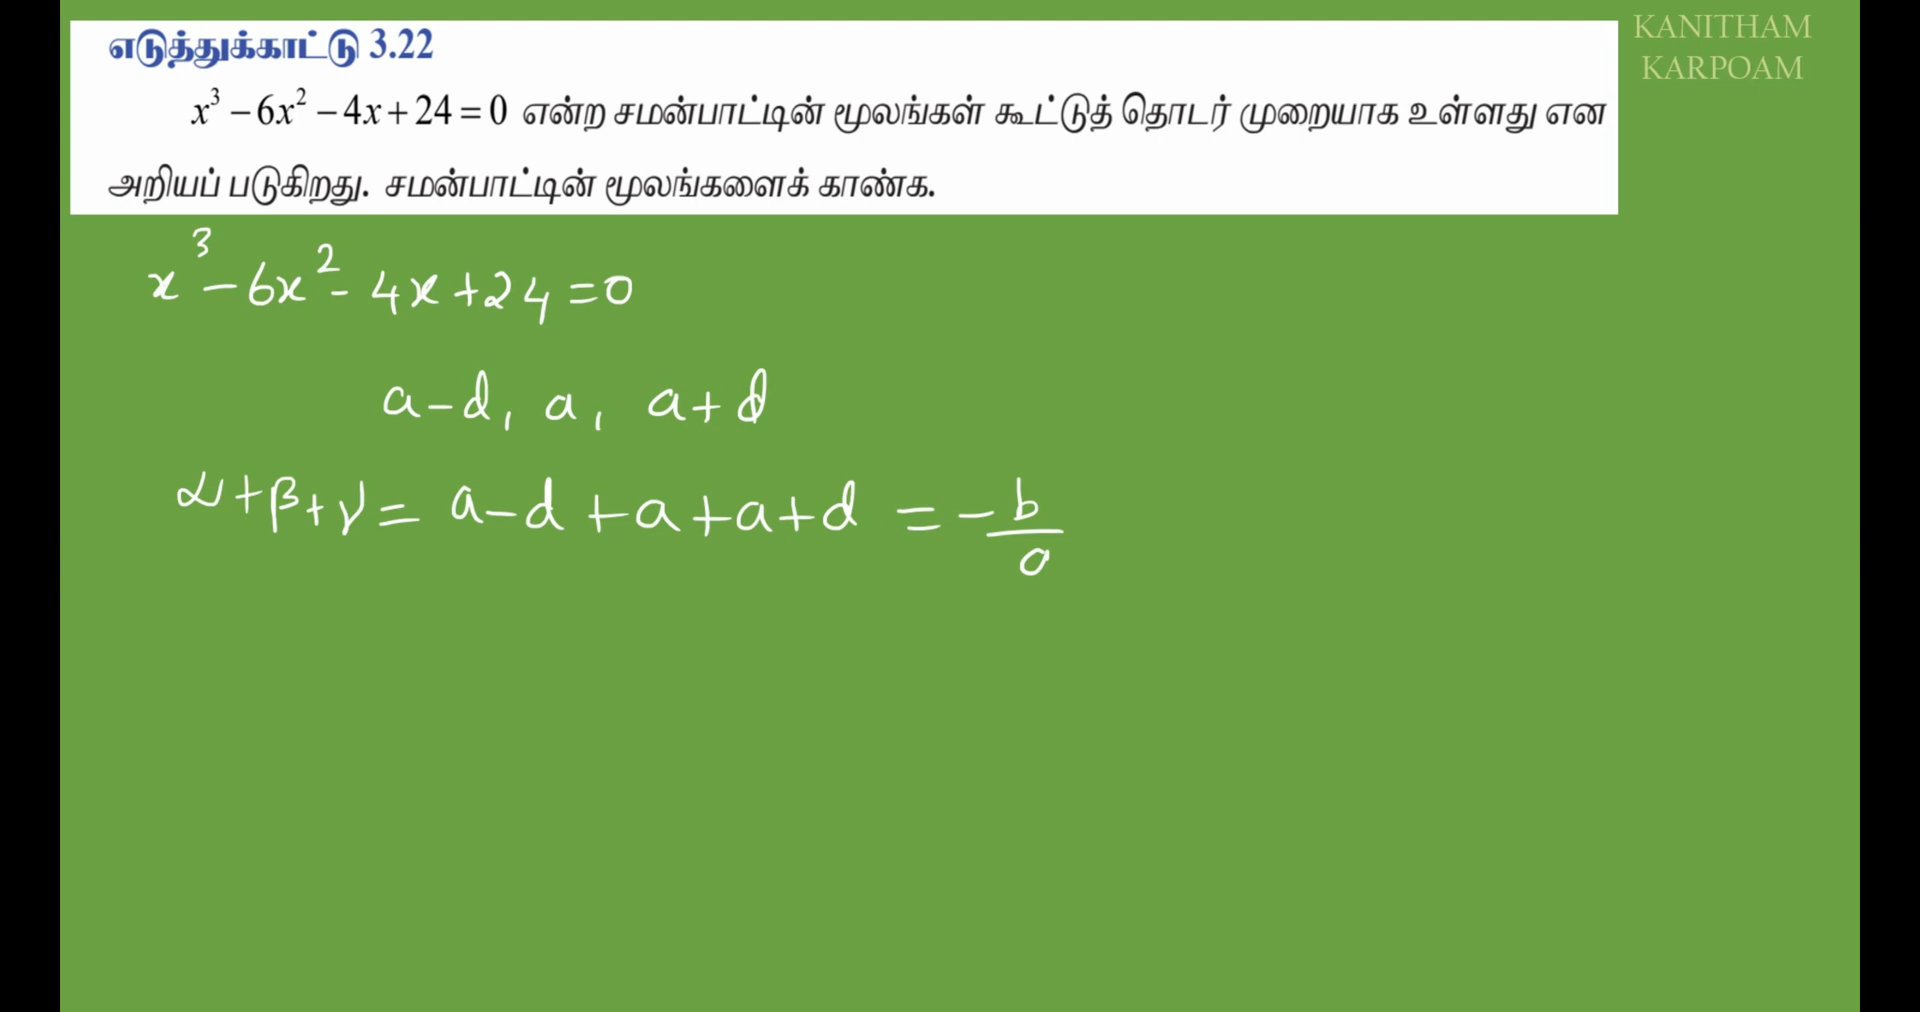 எடுத்துக்காட்டு 3.22
x³ − 6x² − 4x + 24 = 0 என்ற சமன்பாட்டின் மூலங்கள் கூட்டுத் தொடர் முறையாக உள்ளது என
அறியப் படுகிறது. சமன்பாட்டின் மூலங்களைக் காண்க.
KANITHAM
KARPOAM
x³ - 6x² - 4x + 24 = 0
a-d, a, a+d
α+β+γ = a-d + a + a+d = -b/a